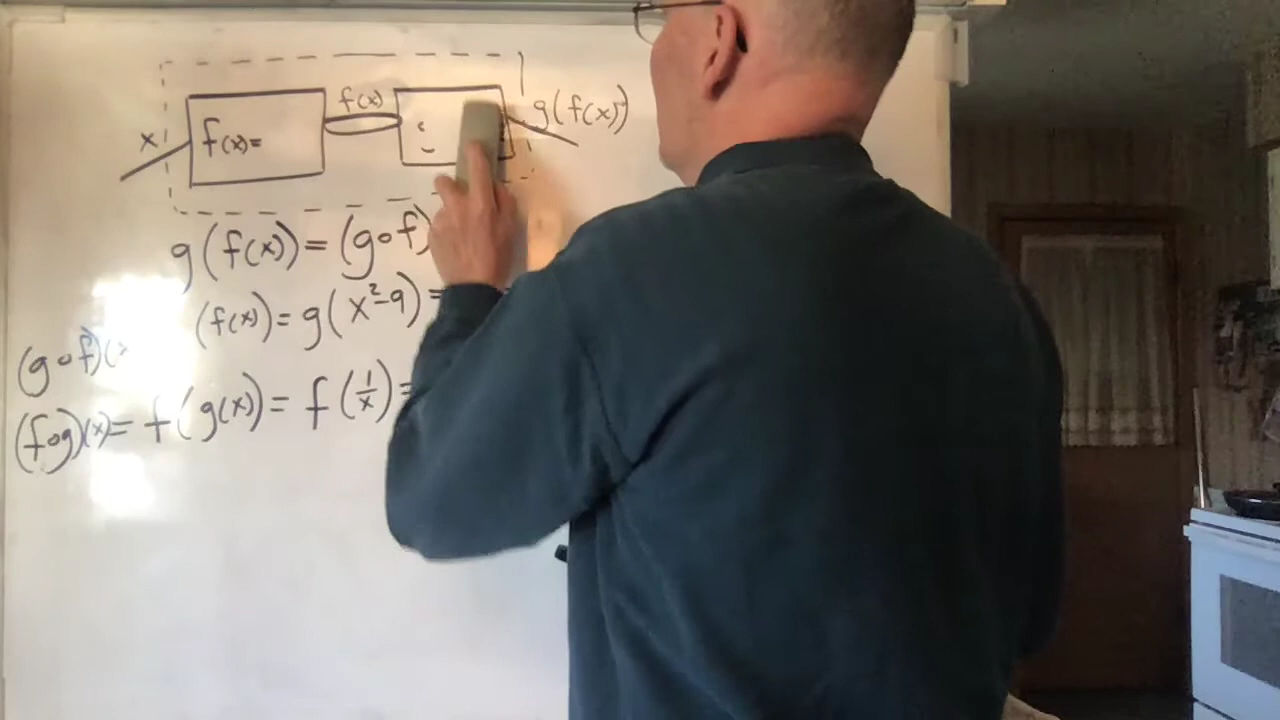 x f(x)= f(x) g(f(x))
g(f(x)) = (g∘f)
(f(x)) = g(x²-9) =
(g∘f)(x
(f∘g)(x) = f(g(x)) = f(1/x) =